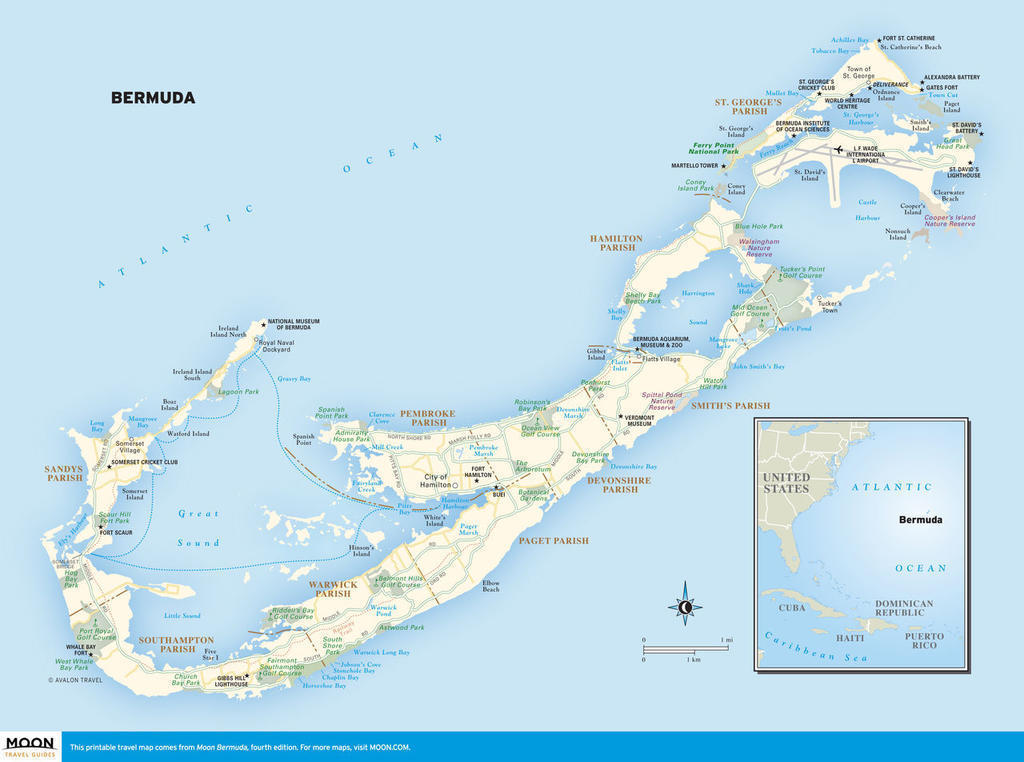 BERMUDA
ATLANTIC
OCEAN
Achilles Bay
FORT ST. CATHERINE
St. Catherine's Beach
Tobacco Bay
Town of
St. George
ST. GEORGE'S
CRICKET CLUB
DELIVERANCE
Ordnance
Island
ALEXANDRA BATTERY
GATES FORT
Town Cut
Paget
Island
Mullet Bay
WORLD HERITAGE
CENTRE
ST. GEORGE'S
PARISH
St. George's
Harbour
Smith's
Island
ST. DAVID'S
BATTERY
Great
Head Park
St. George's
Island
BERMUDA INSTITUTE
OF OCEAN SCIENCES
Ferry Point
National Park
Ferry Reach
L.F. WADE
INTERNATIONA
L AIRPORT
MARTELLO TOWER
St. David's
Island
ST. DAVID'S
LIGHTHOUSE
Coney
Island Park
Coney
Island
Clearwater
Beach
Castle
Harbour
Cooper's
Island
Cooper's Island
Nature Reserve
Nonsuch
Island
Blue Hole Park
HAMILTON
PARISH
Walsingham
Nature
Reserve
Tucker's Point
Golf Course
Shark
Hole
Shelly Bay
Beach Park
Harrington
Sound
Mid Ocean
Golf Course
Tucker's
Town
Shelly
Bay
Trott's Pond
Mangrove
Lake
BERMUDA AQUARIUM,
MUSEUM & ZOO
Gibbet
Island
Flatts
Inlet
Flatts Village
John Smith's Bay
Penhurst
Park
Watch
Hill Park
Spittal Pond
Nature
Reserve
SMITH'S PARISH
NATIONAL MUSEUM
OF BERMUDA
Ireland
Island North
Royal Naval
Dockyard
Ireland Island
South
Grassy Bay
Lagoon Park
Boaz
Island
Mangrove
Bay
Long
Bay
Watford Island
Somerset
Village
SOMERSET RD
SOMERSET CRICKET CLUB
SANDYS
PARISH
Somerset
Island
Scaur Hill
Fort Park
FORT SCAUR
Ely's Harbour
Great
Sound
Spanish
Point Park
Clarence
Cove
PEMBROKE
PARISH
Robinson's
Bay Park
Devonshire
Marsh
Admiralty
House Park
Ocean View
Golf Course
VERDMONT
MUSEUM
Spanish
Point
NORTH SHORE RD
MARSH FOLLY RD
Mill Creek
Pembroke
Marsh
PITTS BAY RD
The
Arboretum
MIDDLE RD
SOUTH RD
Devonshire
Bay Park
Devonshire Bay
FORT
HAMILTON
City of
Hamilton
DEVONSHIRE
PARISH
Fairyland
Creek
BUEI
Botanical
Gardens
Hamilton
Harbour
Pitts
Bay
White's
Island
Paget
Marsh
PAGET PARISH
Hinson's
Island
SOMERSET
BRIDGE
Hog
Bay
Park
MIDDLE RD
Little Sound
WARWICK
PARISH
Belmont Hills
Golf Course
Elbow
Beach
Riddell's Bay
Golf Course
Warwick
Pond
MIDDLE RD
Railway
Trail
Astwood Park
Port Royal
Golf Course
WHALE BAY
FORT
West Whale
Bay Park
SOUTHAMPTON
PARISH
Five
Star I
South
Shore
Park
Warwick Long Bay
Jobson's Cove
Stonehole Bay
Chaplin Bay
Horseshoe Bay
Fairmont
Southampton
Golf Course
SOUTH RD
Church
Bay Park
GIBBS HILL
LIGHTHOUSE
© AVALON TRAVEL
0 1 mi
0 1 km
UNITED
STATES
ATLANTIC
Bermuda
OCEAN
CUBA
DOMINICAN
REPUBLIC
HAITI
PUERTO
RICO
Caribbean Sea
MOON
TRAVEL GUIDES
This printable travel map comes from Moon Bermuda, fourth edition. For more maps, visit MOON.COM.